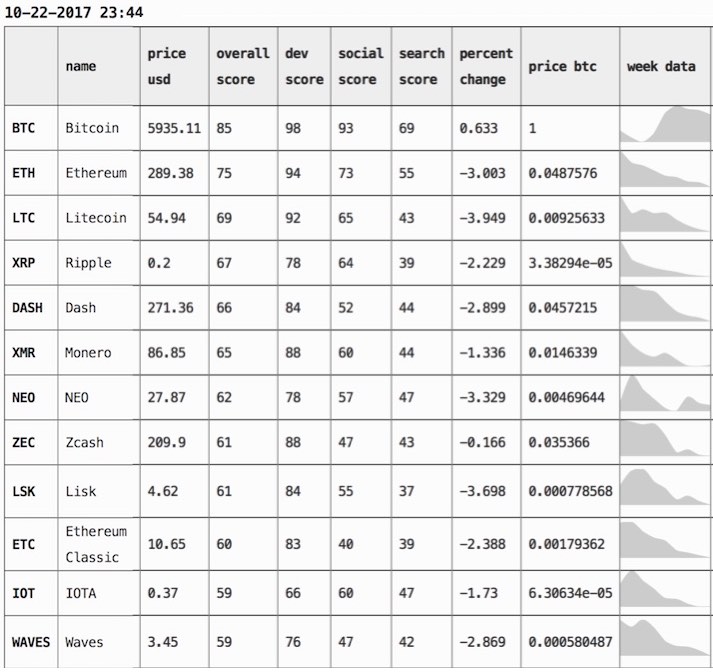 10-22-2017 23:44
name price usd overall score dev score social score search score percent change price btc week data
BTC Bitcoin 5935.11 85 98 93 69 0.633 1
ETH Ethereum 289.38 75 94 73 55 -3.003 0.0487576
LTC Litecoin 54.94 69 92 65 43 -3.949 0.00925633
XRP Ripple 0.2 67 78 64 39 -2.229 3.38294e-05
DASH Dash 271.36 66 84 52 44 -2.899 0.0457215
XMR Monero 86.85 65 88 60 44 -1.336 0.0146339
NEO NEO 27.87 62 78 57 47 -3.329 0.00469644
ZEC Zcash 209.9 61 88 47 43 -0.166 0.035366
LSK Lisk 4.62 61 84 55 37 -3.698 0.000778568
ETC Ethereum Classic 10.65 60 83 40 39 -2.388 0.00179362
IOT IOTA 0.37 59 66 60 47 -1.73 6.30634e-05
WAVES Waves 3.45 59 76 47 42 -2.869 0.000580487